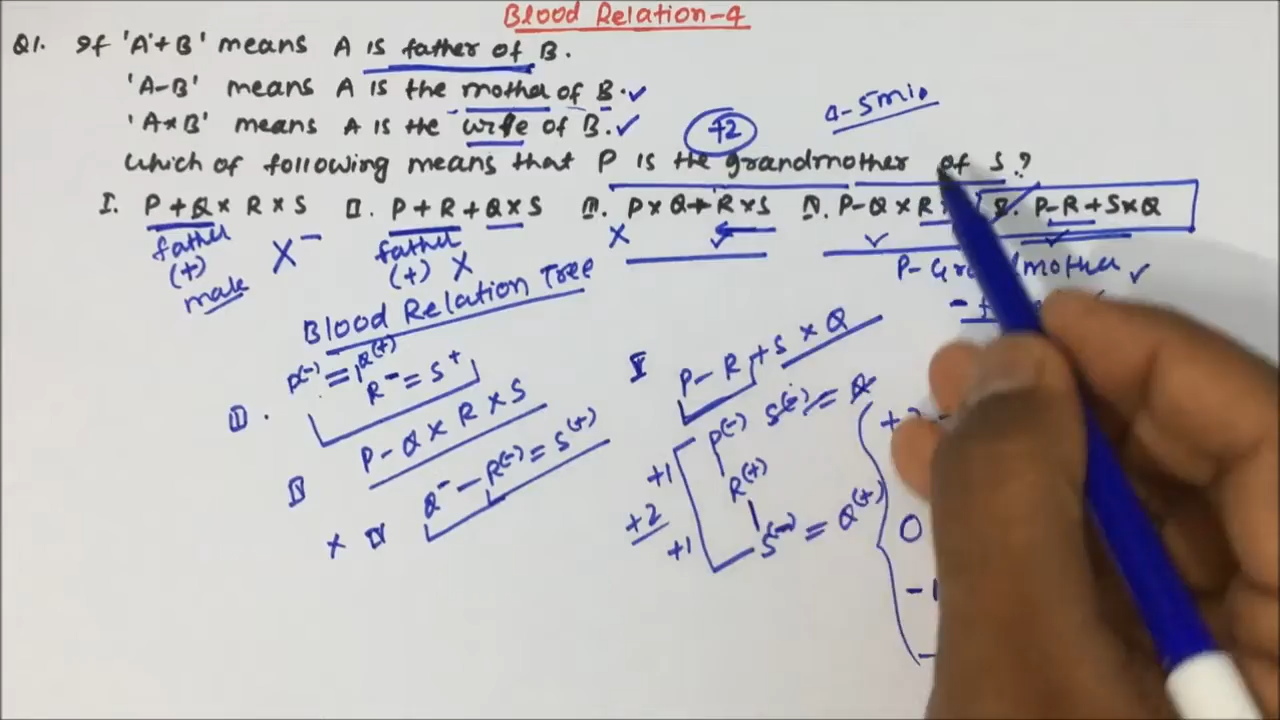 Blood Relation-4
Q1. If 'A+B' means A is father of B.
'A-B' means A is the mother of B.
'A×B' means A is the wife of B.
4-5min
+2
Which of following means that P is the grandmother of S?
I. P+Q×R×S II. P+R+Q×S III. P×Q+R×S IV. P-Q×R V. P-R+S×Q
father
(+)
male
father
(+)
P-
- f
Blood Relation Tree
P(-) = Q(+)
R- = S+
P-Q×R×S
Q- - R(-) = S(+)
IV
V P-R+S×Q
P(-) S(-) = Q
+1 R(+)
+2
+1 S(-) = Q(+)
0
-1